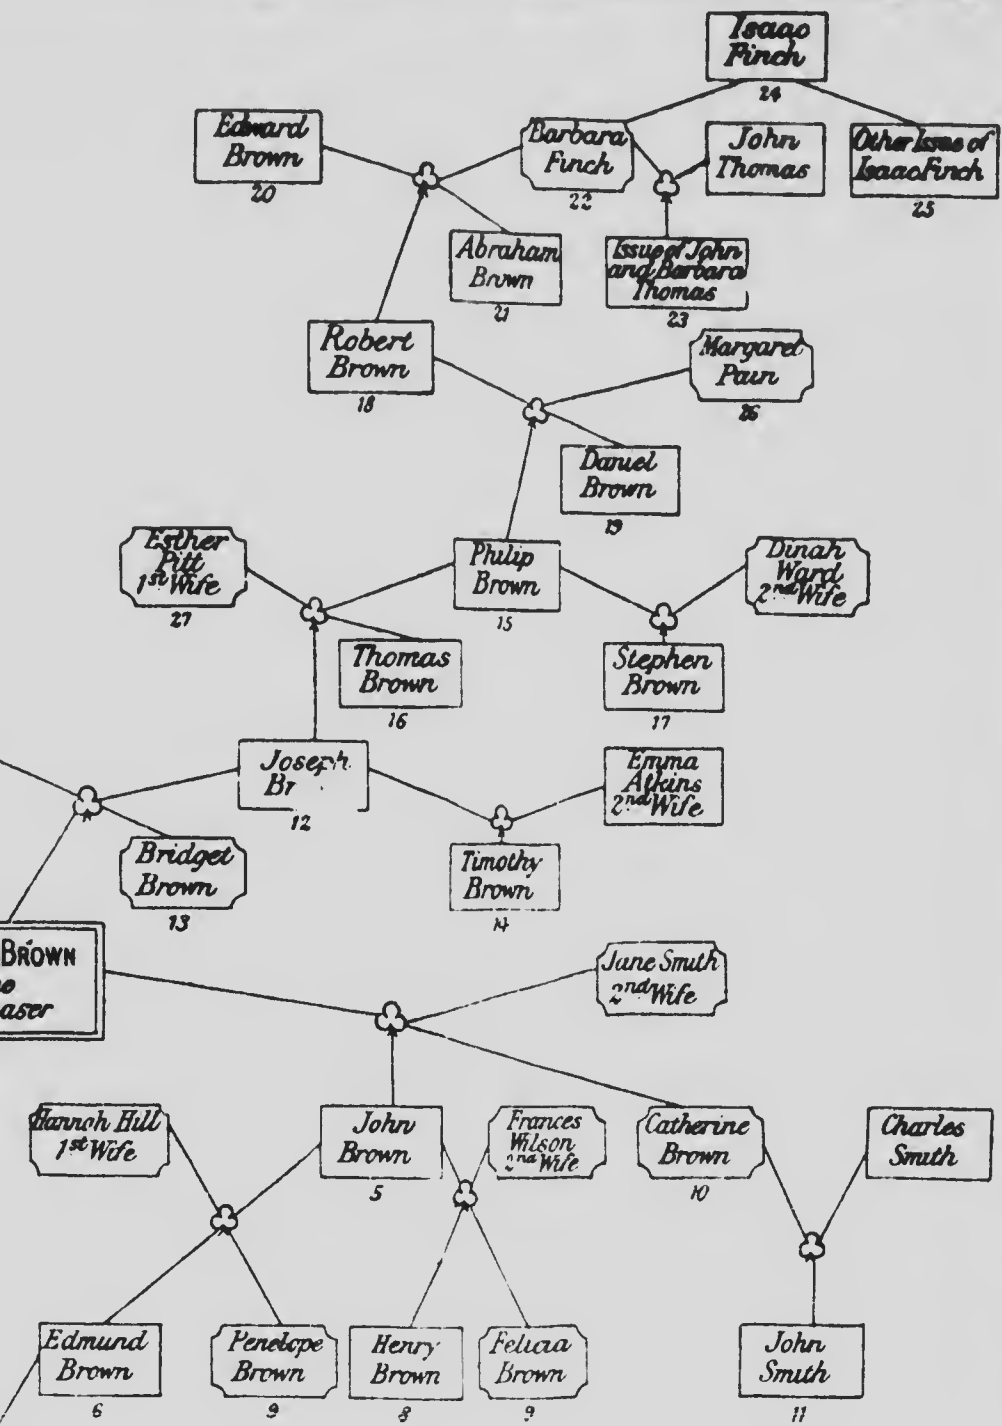 Isaac
Finch
24
Edward
Brown
20
Barbara
Finch
22
John
Thomas
Other Issue of
Isaac Finch
25
Abraham
Brown
21
Issue of John
and Barbara
Thomas
23
Robert
Brown
18
Margaret
Pain
26
Daniel
Brown
19
Esther
Pitt
1st Wife
27
Philip
Brown
15
Dinah
Ward
2nd Wife
Thomas
Brown
16
Stephen
Brown
17
Joseph
Br
12
Emma
Atkins
2nd Wife
Bridget
Brown
13
Timothy
Brown
14
BROWN
aser
Jane Smith
2nd Wife
Hannah Hill
1st Wife
John
Brown
5
Frances
Wilson
2nd Wife
Catherine
Brown
10
Charles
Smith
Edmund
Brown
6
Penelope
Brown
9
Henry
Brown
8
Felicia
Brown
9
John
Smith
11